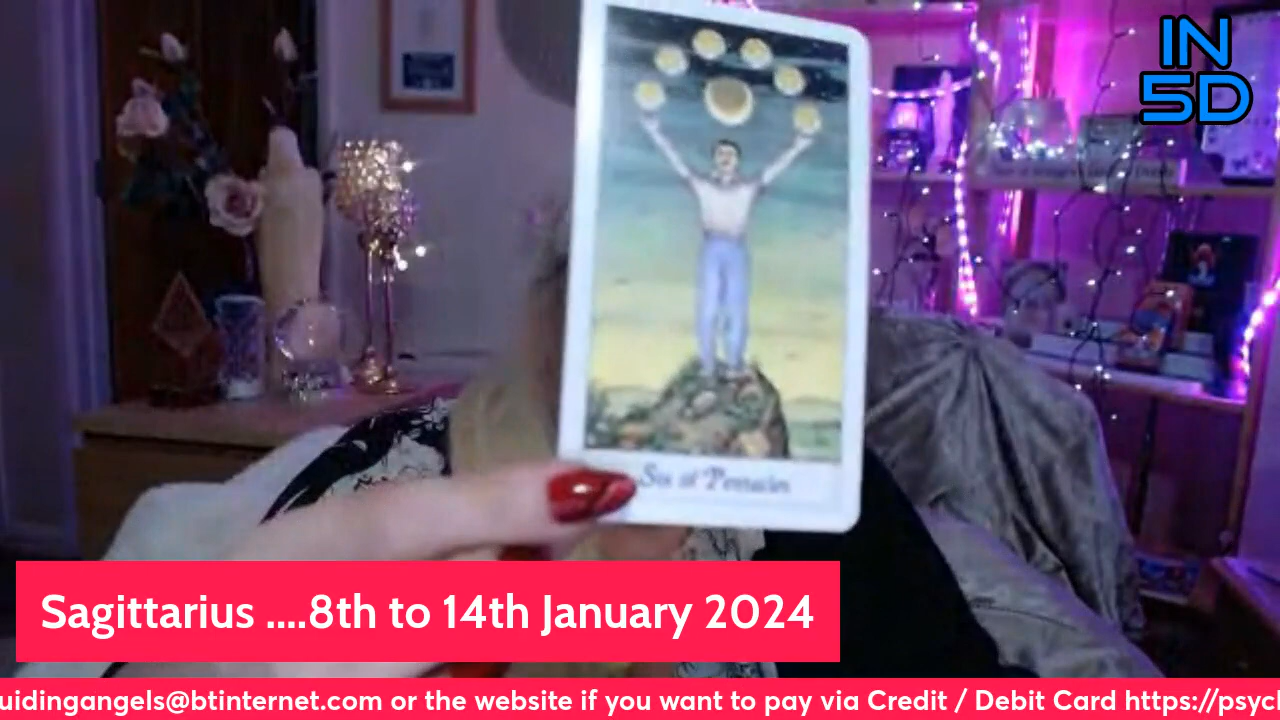 IN
5D
Six of Pentacles
Sagittarius ....8th to 14th January 2024
uidingangels@btinternet.com or the website if you want to pay via Credit / Debit Card https://psyc